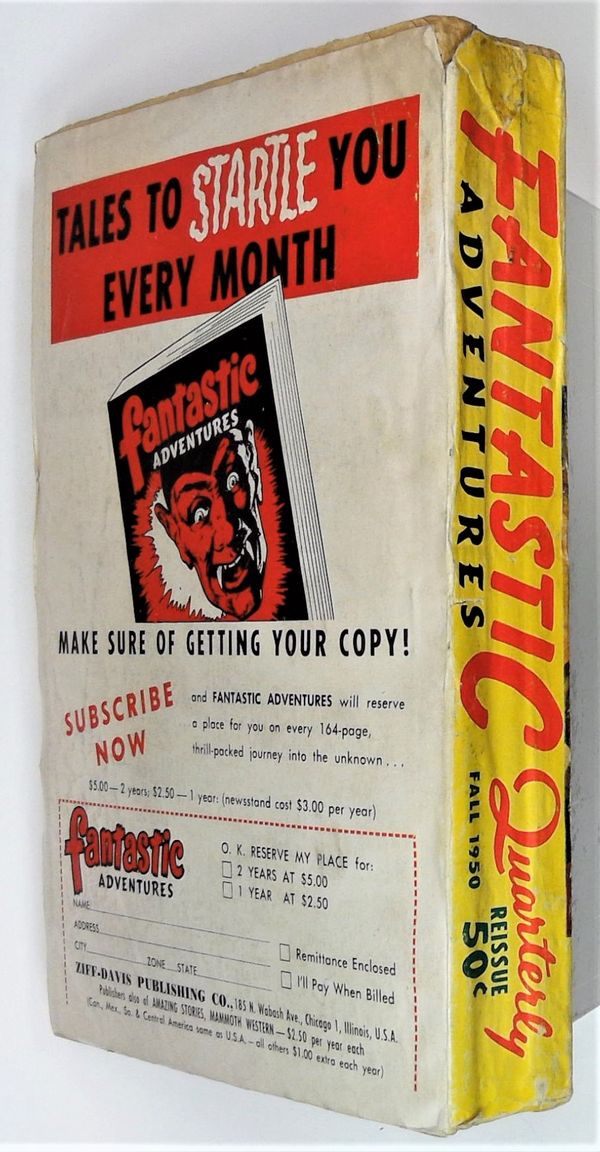 TALES TO STARTLE YOU
EVERY MONTH
fantastic
ADVENTURES
MAKE SURE OF GETTING YOUR COPY!
SUBSCRIBE
NOW
and FANTASTIC ADVENTURES will reserve
a place for you on every 164-page,
thrill-packed journey into the unknown . . .
$5.00 — 2 years; $2.50 — 1 year: (newsstand cost $3.00 per year)
fantastic
ADVENTURES
O. K. RESERVE MY PLACE for:
2 YEARS AT $5.00
1 YEAR AT $2.50
NAME
ADDRESS
CITY ZONE STATE
Remittance Enclosed
I'll Pay When Billed
ZIFF-DAVIS PUBLISHING CO., 185 N. Wabash Ave., Chicago 1, Illinois, U.S.A.
Publishers also of AMAZING STORIES, MAMMOTH WESTERN — $2.50 per year each
(Can., Mex., So. & Central America same as U.S.A. — all others $1.00 extra each year)
FANTASTIC
ADVENTURES
Quarterly
FALL 1950
REISSUE
50¢